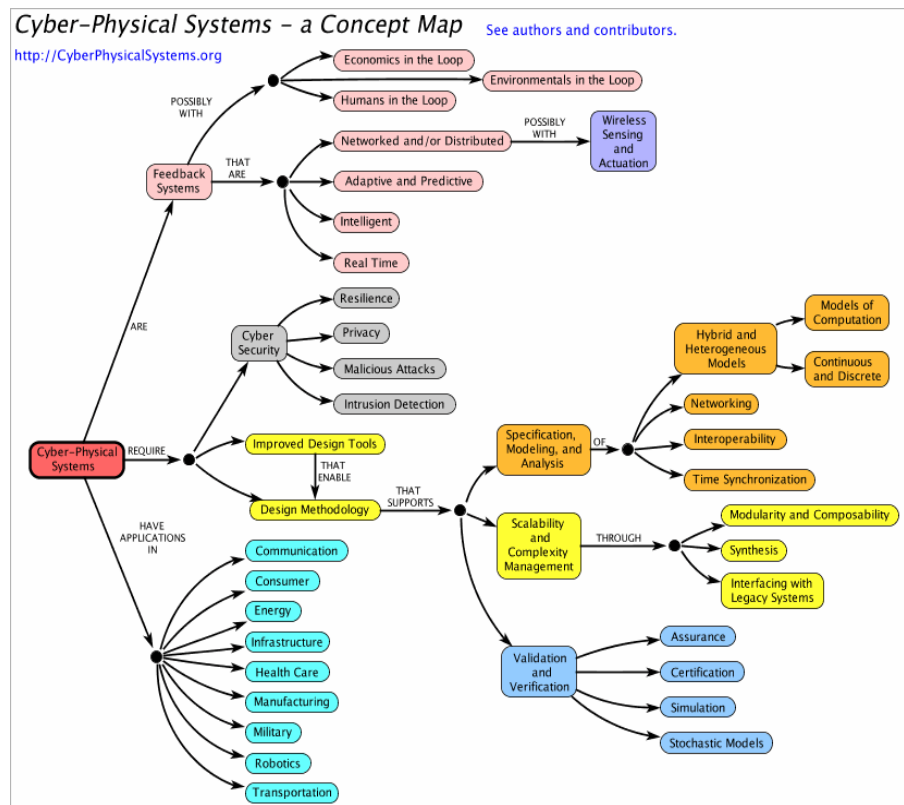 Cyber-Physical Systems – a Concept Map
See authors and contributors.
http://CyberPhysicalSystems.org
Economics in the Loop
Environmentals in the Loop
Humans in the Loop
POSSIBLY
WITH
Networked and/or Distributed
POSSIBLY
WITH
Wireless
Sensing
and
Actuation
Feedback
Systems
THAT
ARE
Adaptive and Predictive
Intelligent
Real Time
ARE
Resilience
Cyber
Security
Privacy
Malicious Attacks
Intrusion Detection
Models of
Computation
Hybrid and
Heterogeneous
Models
Continuous
and Discrete
Cyber-Physical
Systems
REQUIRE
Improved Design Tools
THAT
ENABLE
Design Methodology
THAT
SUPPORTS
Specification,
Modeling, and
Analysis
OF
Networking
Interoperability
Time Synchronization
Scalability
and
Complexity
Management
THROUGH
Modularity and Composability
Synthesis
Interfacing with
Legacy Systems
HAVE
APPLICATIONS
IN
Communication
Consumer
Energy
Infrastructure
Health Care
Manufacturing
Military
Robotics
Transportation
Validation
and
Verification
Assurance
Certification
Simulation
Stochastic Models